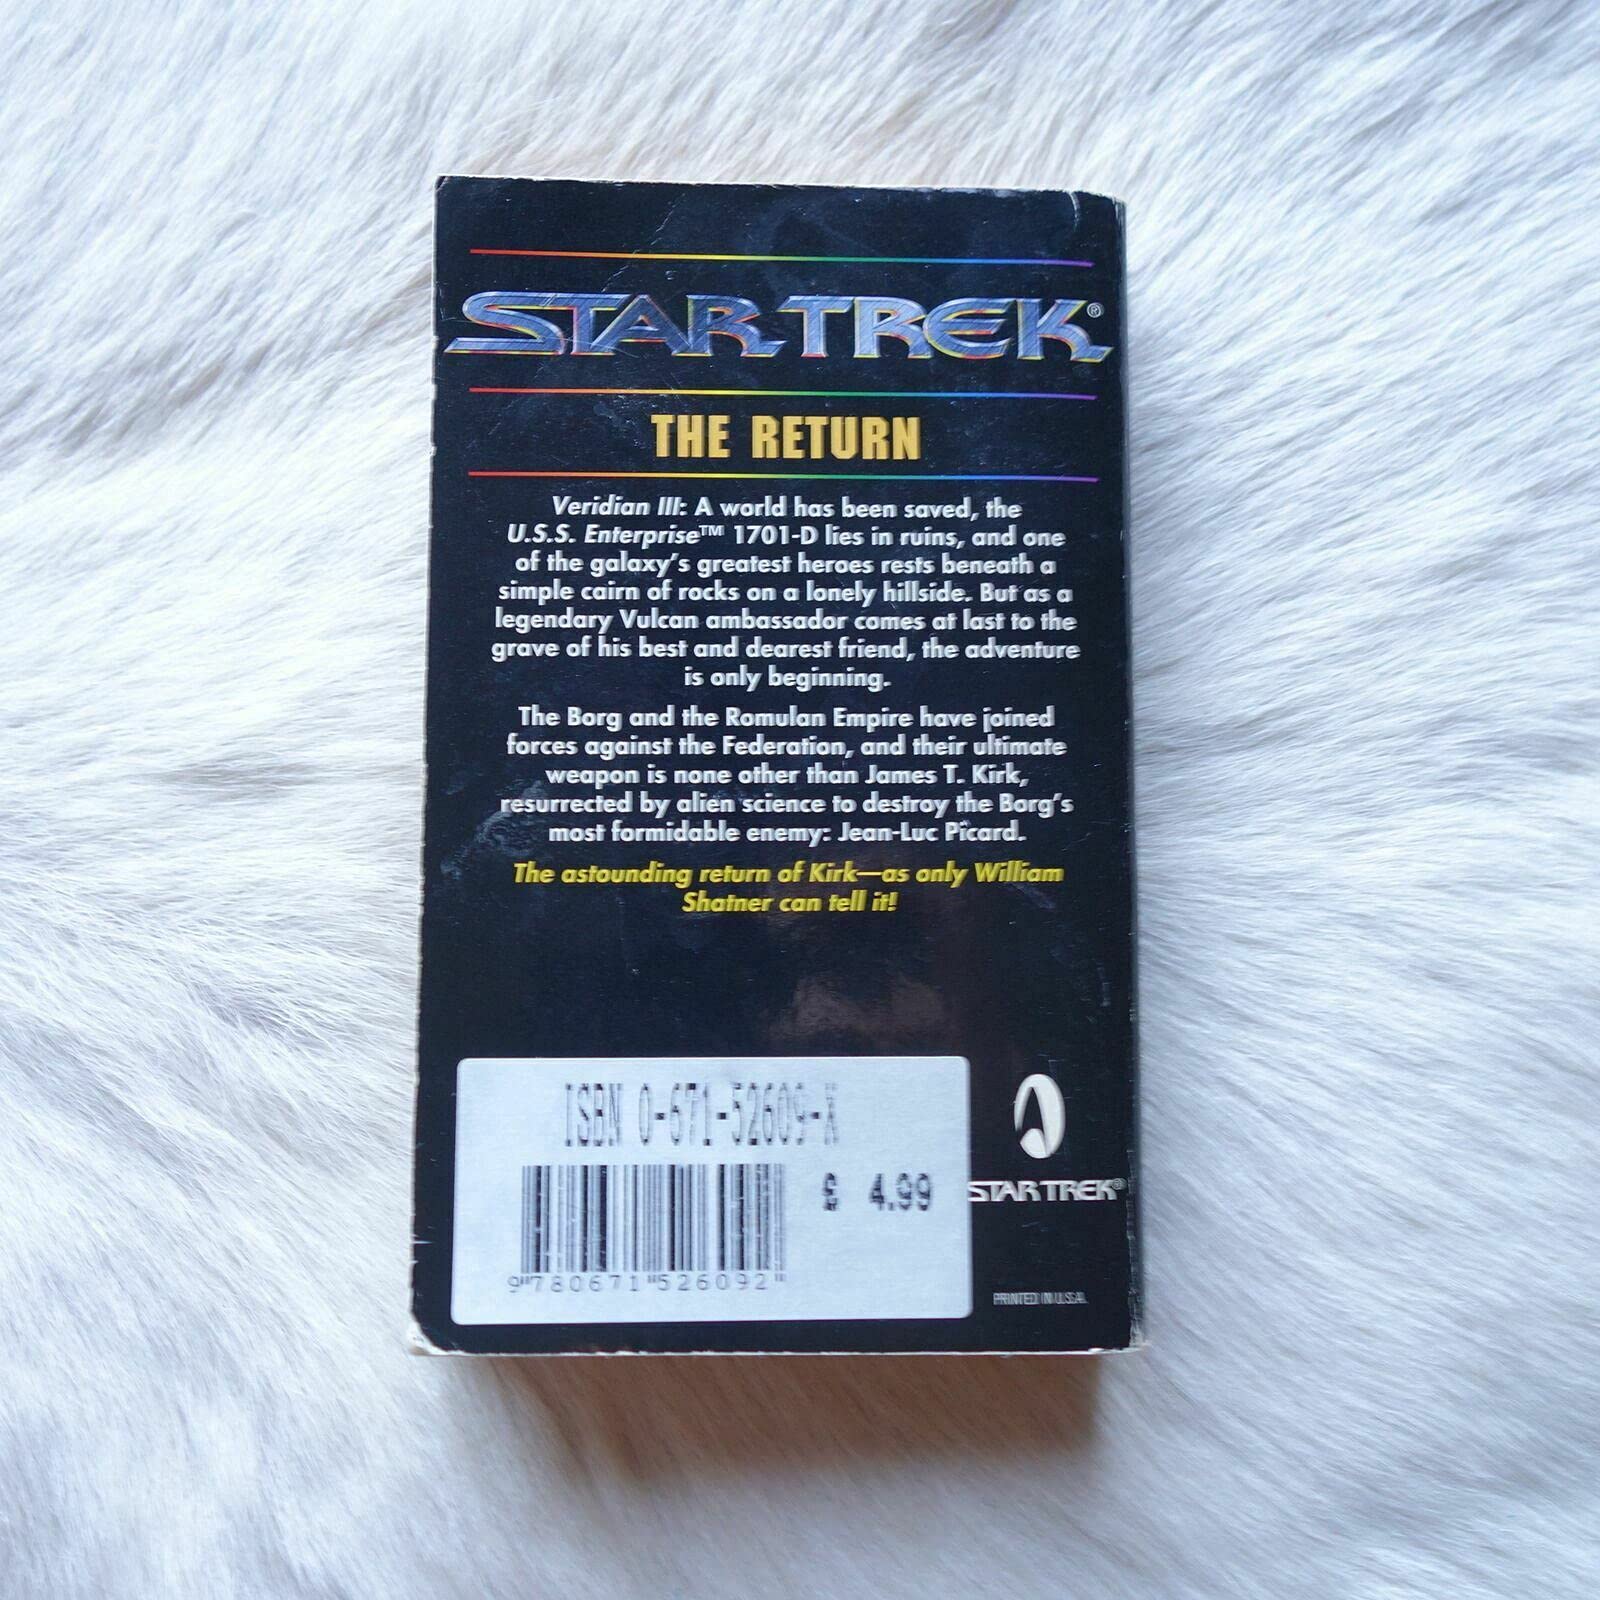 STAR TREK®
THE RETURN
Veridian III: A world has been saved, the
U.S.S. Enterprise™ 1701-D lies in ruins, and one
of the galaxy's greatest heroes rests beneath a
simple cairn of rocks on a lonely hillside. But as a
legendary Vulcan ambassador comes at last to the
grave of his best and dearest friend, the adventure
is only beginning.
The Borg and the Romulan Empire have joined
forces against the Federation, and their ultimate
weapon is none other than James T. Kirk,
resurrected by alien science to destroy the Borg's
most formidable enemy: Jean-Luc Picard.
The astounding return of Kirk—as only William
Shatner can tell it!
ISBN 0-671-52609-X
£ 4.99
9 780671 526092
STAR TREK®
PRINTED IN U.S.A.